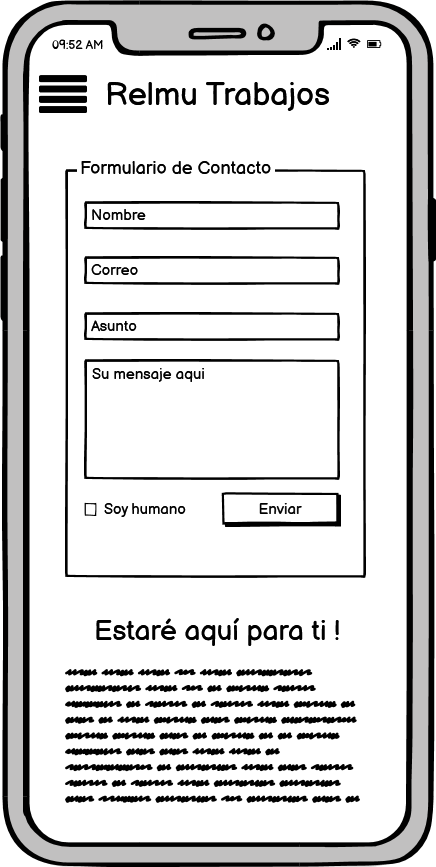 09:52 AM
Relmu Trabajos
Formulario de Contacto
Nombre
Correo
Asunto
Su mensaje aqui
Soy humano
Enviar
Estaré aquí para ti !